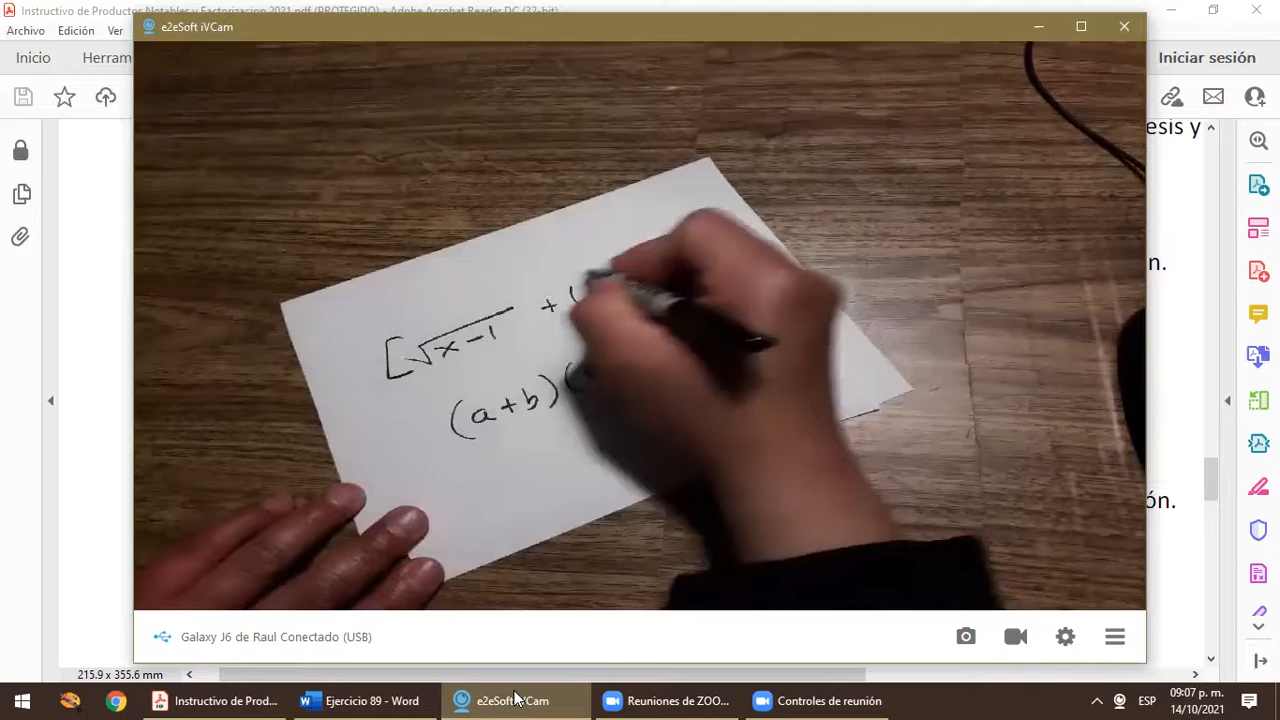 Instructivo de Productos Notables y Factorizacion 2021.pdf (PROTEGIDO) - Adobe Acrobat Reader DC (32-bit)
e2eSoft iVCam
Archivo Edición Ver
Inicio Herram
Iniciar sesión
esis y
[√x-1 +
n.
(a+b)(
ón.
Galaxy J6 de Raul Conectado (USB)
215.9 x 355.6 mm
Instructivo de Prod...
Ejercicio 89 - Word
e2eSoft iVCam
Reuniones de ZOO...
Controles de reunión
ESP
09:07 p. m.
14/10/2021